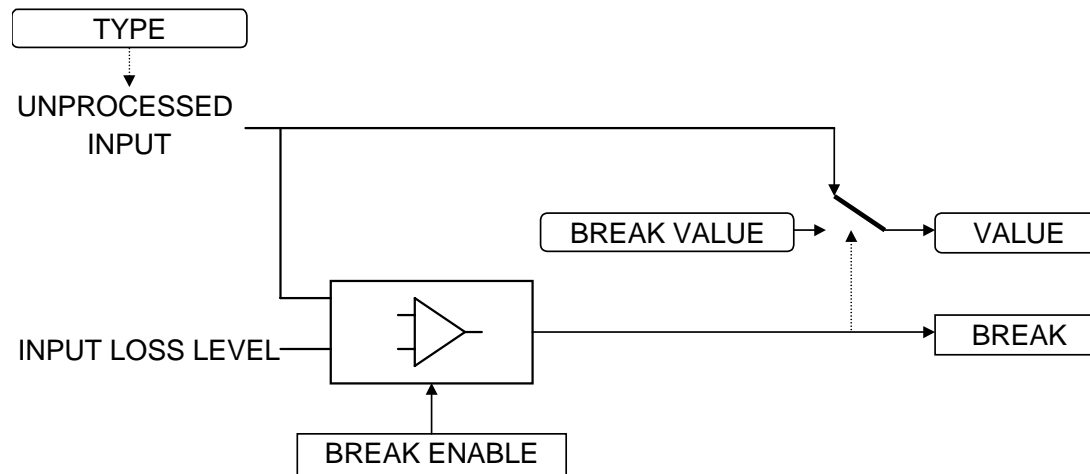 TYPE
UNPROCESSED
INPUT
BREAK VALUE
VALUE
INPUT LOSS LEVEL
BREAK
BREAK ENABLE